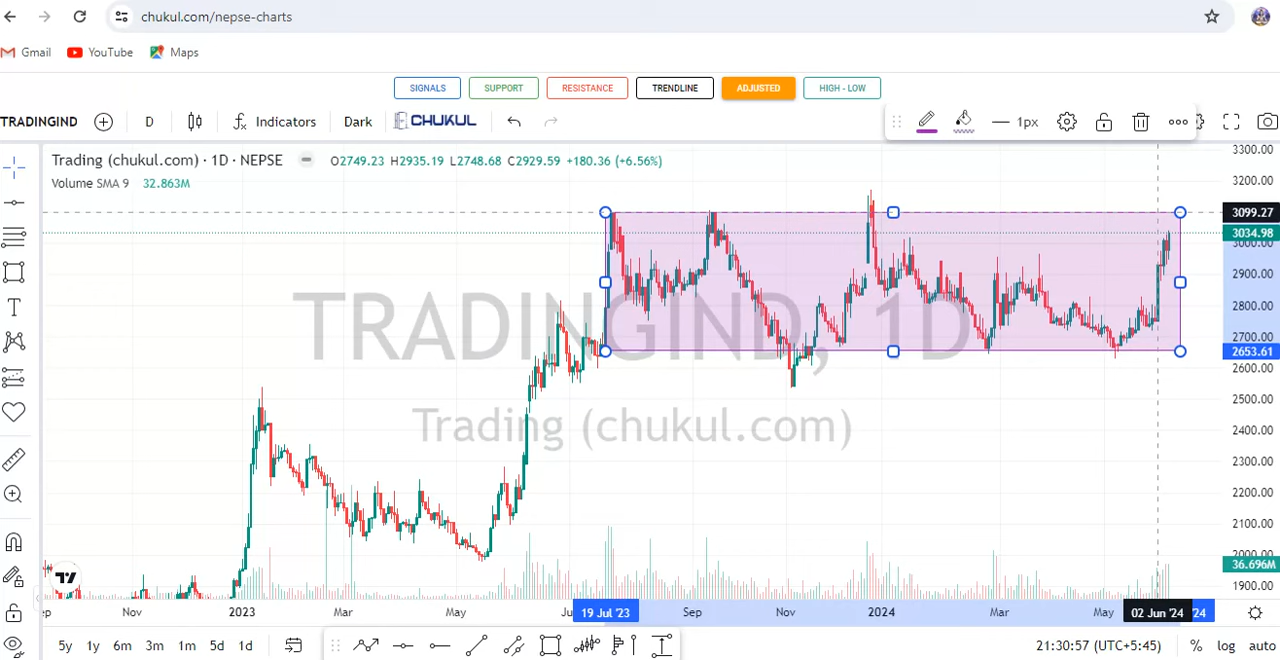 chukul.com/nepse-charts
Gmail YouTube Maps
SIGNALS SUPPORT RESISTANCE TRENDLINE ADJUSTED HIGH - LOW
TRADINGIND D Indicators Dark CHUKUL 1px
Trading (chukul.com) · 1D · NEPSE O2749.23 H2935.19 L2748.68 C2929.59 +180.36 (+6.56%)
Volume SMA 9 32.863M
TRADINGIND, 1D
Trading (chukul.com)
3300.00
3200.00
3099.27
3034.98
3000.00
2900.00
2800.00
2700.00
2653.61
2600.00
2500.00
2400.00
2300.00
2200.00
2100.00
2000.00
36.696M
1900.00
ep Nov 2023 Mar May Ju 19 Jul '23 Sep Nov 2024 Mar May 02 Jun '24 '24
5y 1y 6m 3m 1m 5d 1d 21:30:57 (UTC+5:45) % log auto